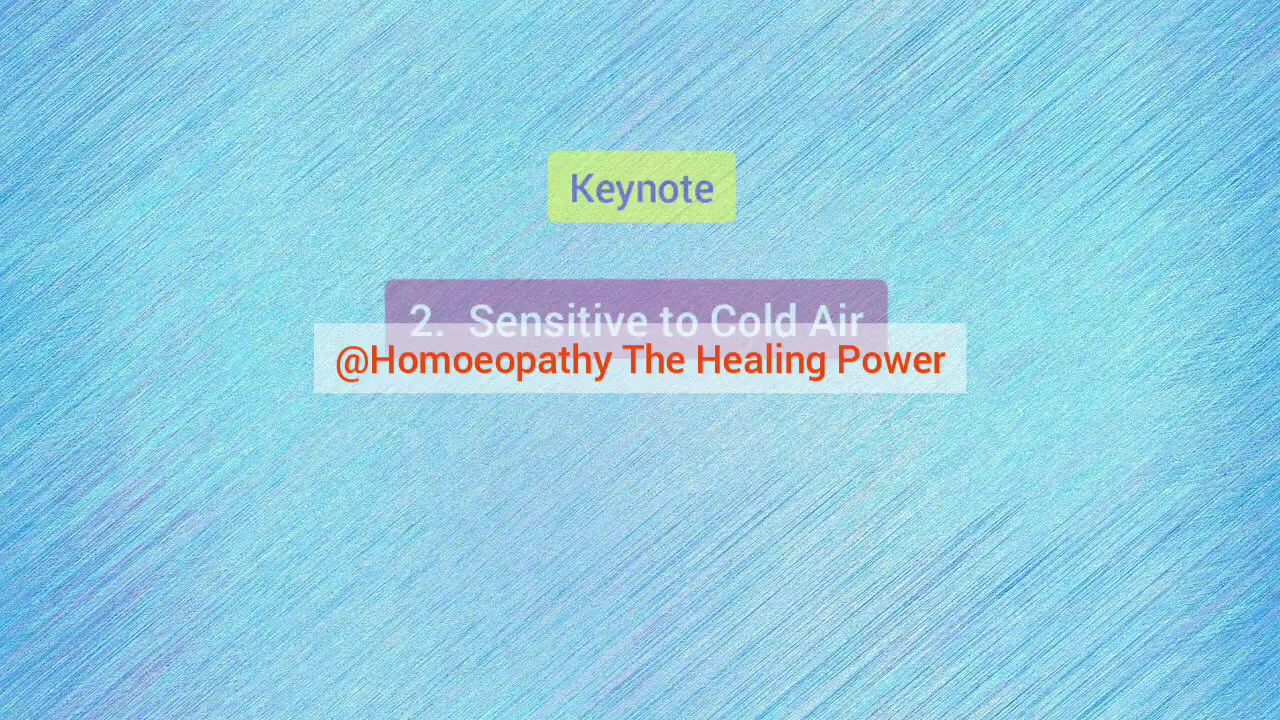 Keynote
2. Sensitive to Cold Air
@Homoeopathy The Healing Power